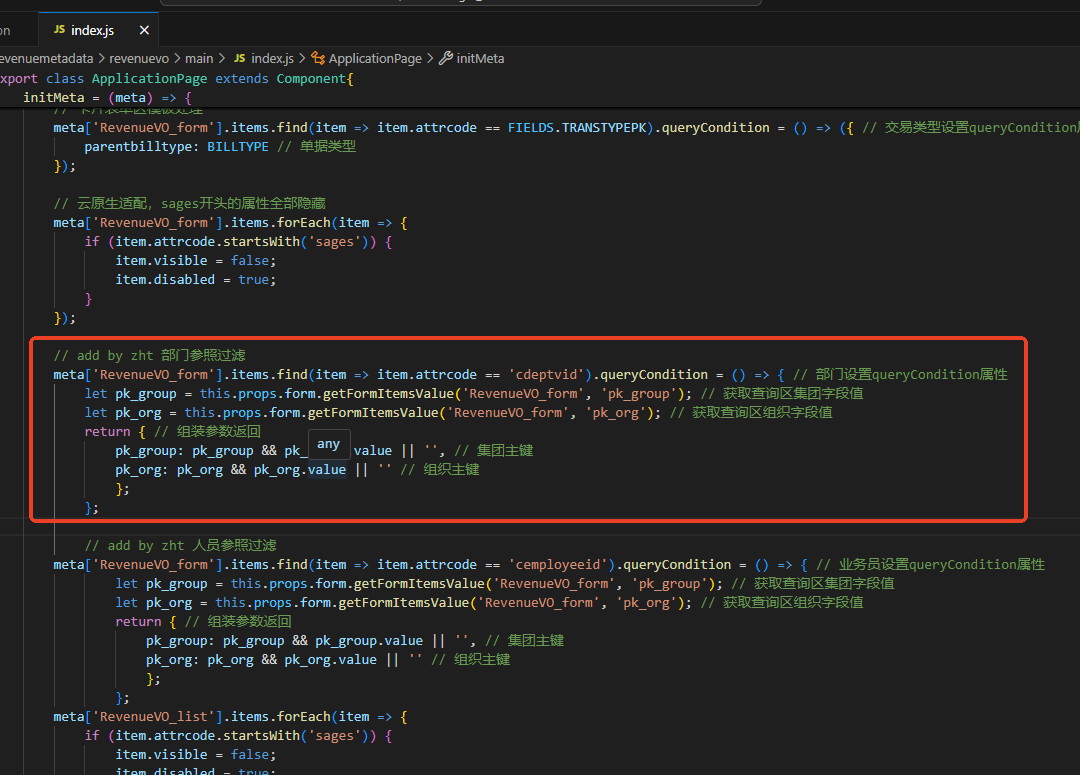 on
JS index.js ×
evenuemetadata > revenuevo > main > JS index.js > ApplicationPage > initMeta
xport class ApplicationPage extends Component{
initMeta = (meta) => {
// 卡片表单区模板处理
meta['RevenueVO_form'].items.find(item => item.attrcode == FIELDS.TRANSTYPEPK).queryCondition = () => ({ // 交易类型设置queryCondition
parentbilltype: BILLTYPE // 单据类型
});
// 云原生适配，sages开头的属性全部隐藏
meta['RevenueVO_form'].items.forEach(item => {
if (item.attrcode.startsWith('sages')) {
item.visible = false;
item.disabled = true;
}
});
// add by zht 部门参照过滤
meta['RevenueVO_form'].items.find(item => item.attrcode == 'cdeptvid').queryCondition = () => { // 部门设置queryCondition属性
let pk_group = this.props.form.getFormItemsValue('RevenueVO_form', 'pk_group'); // 获取查询区集团字段值
let pk_org = this.props.form.getFormItemsValue('RevenueVO_form', 'pk_org'); // 获取查询区组织字段值
return { // 组装参数返回
pk_group: pk_group && pk_ any value || '', // 集团主键
pk_org: pk_org && pk_org.value || '' // 组织主键
};
};
// add by zht 人员参照过滤
meta['RevenueVO_form'].items.find(item => item.attrcode == 'cemployeeid').queryCondition = () => { // 业务员设置queryCondition属性
let pk_group = this.props.form.getFormItemsValue('RevenueVO_form', 'pk_group'); // 获取查询区集团字段值
let pk_org = this.props.form.getFormItemsValue('RevenueVO_form', 'pk_org'); // 获取查询区组织字段值
return { // 组装参数返回
pk_group: pk_group && pk_group.value || '', // 集团主键
pk_org: pk_org && pk_org.value || '' // 组织主键
};
};
meta['RevenueVO_list'].items.forEach(item => {
if (item.attrcode.startsWith('sages')) {
item.visible = false;
item.disabled = true;